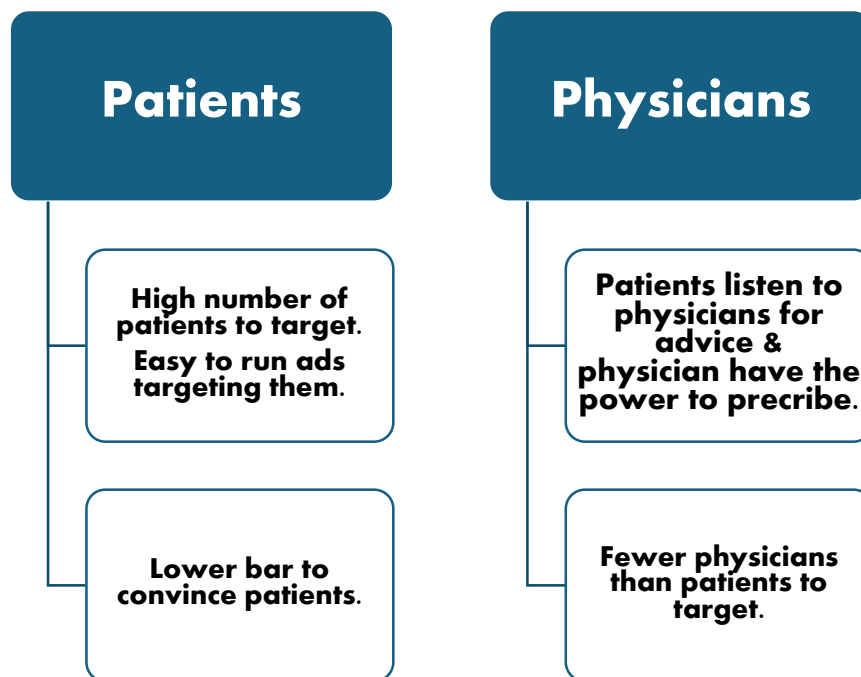 Patients
High number of
patients to target.
Easy to run ads
targeting them.
Lower bar to
convince patients.
Physicians
Patients listen to
physicians for
advice &
physician have the
power to precribe.
Fewer physicians
than patients to
target.